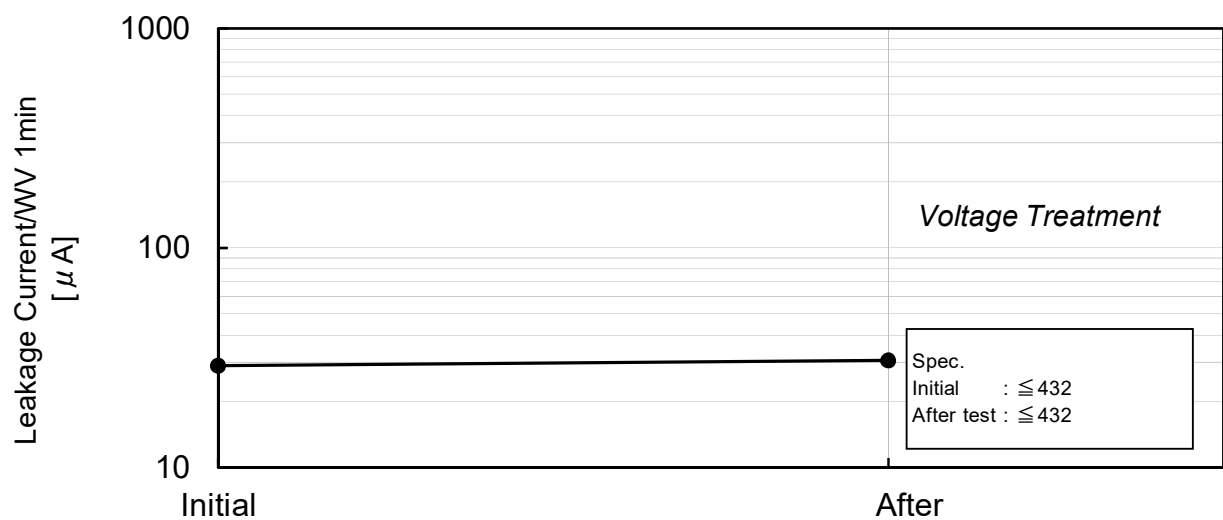 1000
100
10
Leakage Current/WV 1min
[μA]
Voltage Treatment
Spec.
Initial : ≦432
After test : ≦432
Initial
After